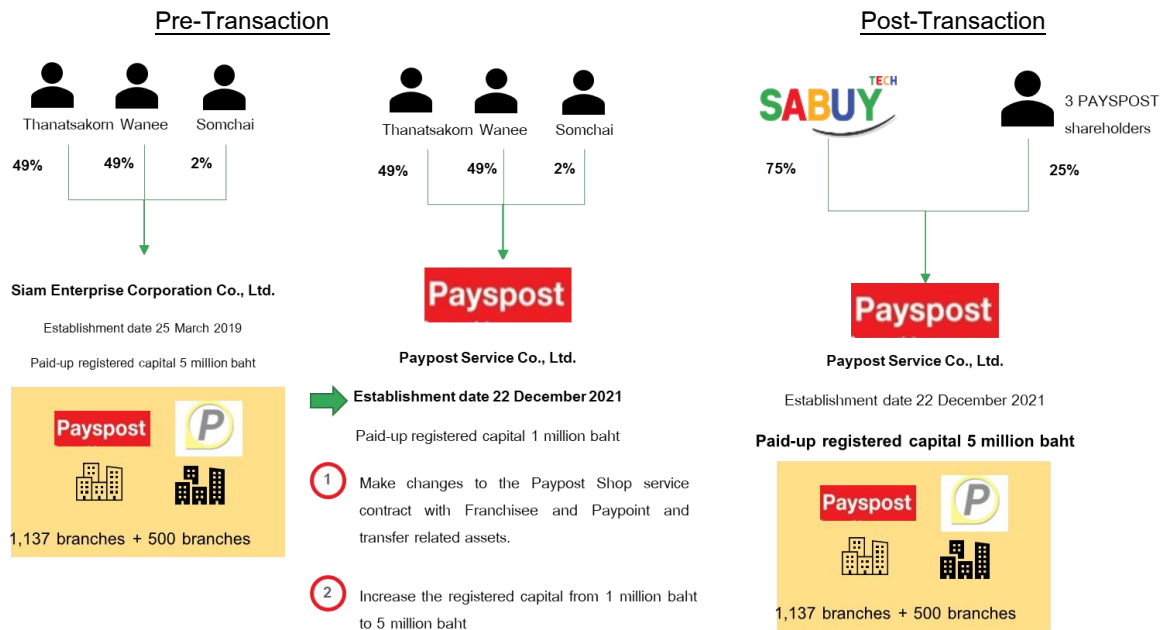 Pre-Transaction
Thanatsakorn Wanee Somchai
49% 49% 2%
Siam Enterprise Corporation Co., Ltd.
Establishment date 25 March 2019
Paid-up registered capital 5 million baht
Payspost P
1,137 branches + 500 branches
Thanatsakorn Wanee Somchai
49% 49% 2%
Payspost
Paypost Service Co., Ltd.
Establishment date 22 December 2021
Paid-up registered capital 1 million baht
1 Make changes to the Paypost Shop service
contract with Franchisee and Paypoint and
transfer related assets.
2 Increase the registered capital from 1 million baht
to 5 million baht
Post-Transaction
SABUY TECH
3 PAYSPOST
shareholders
75% 25%
Payspost
Paypost Service Co., Ltd.
Establishment date 22 December 2021
Paid-up registered capital 5 million baht
Payspost P
1,137 branches + 500 branches